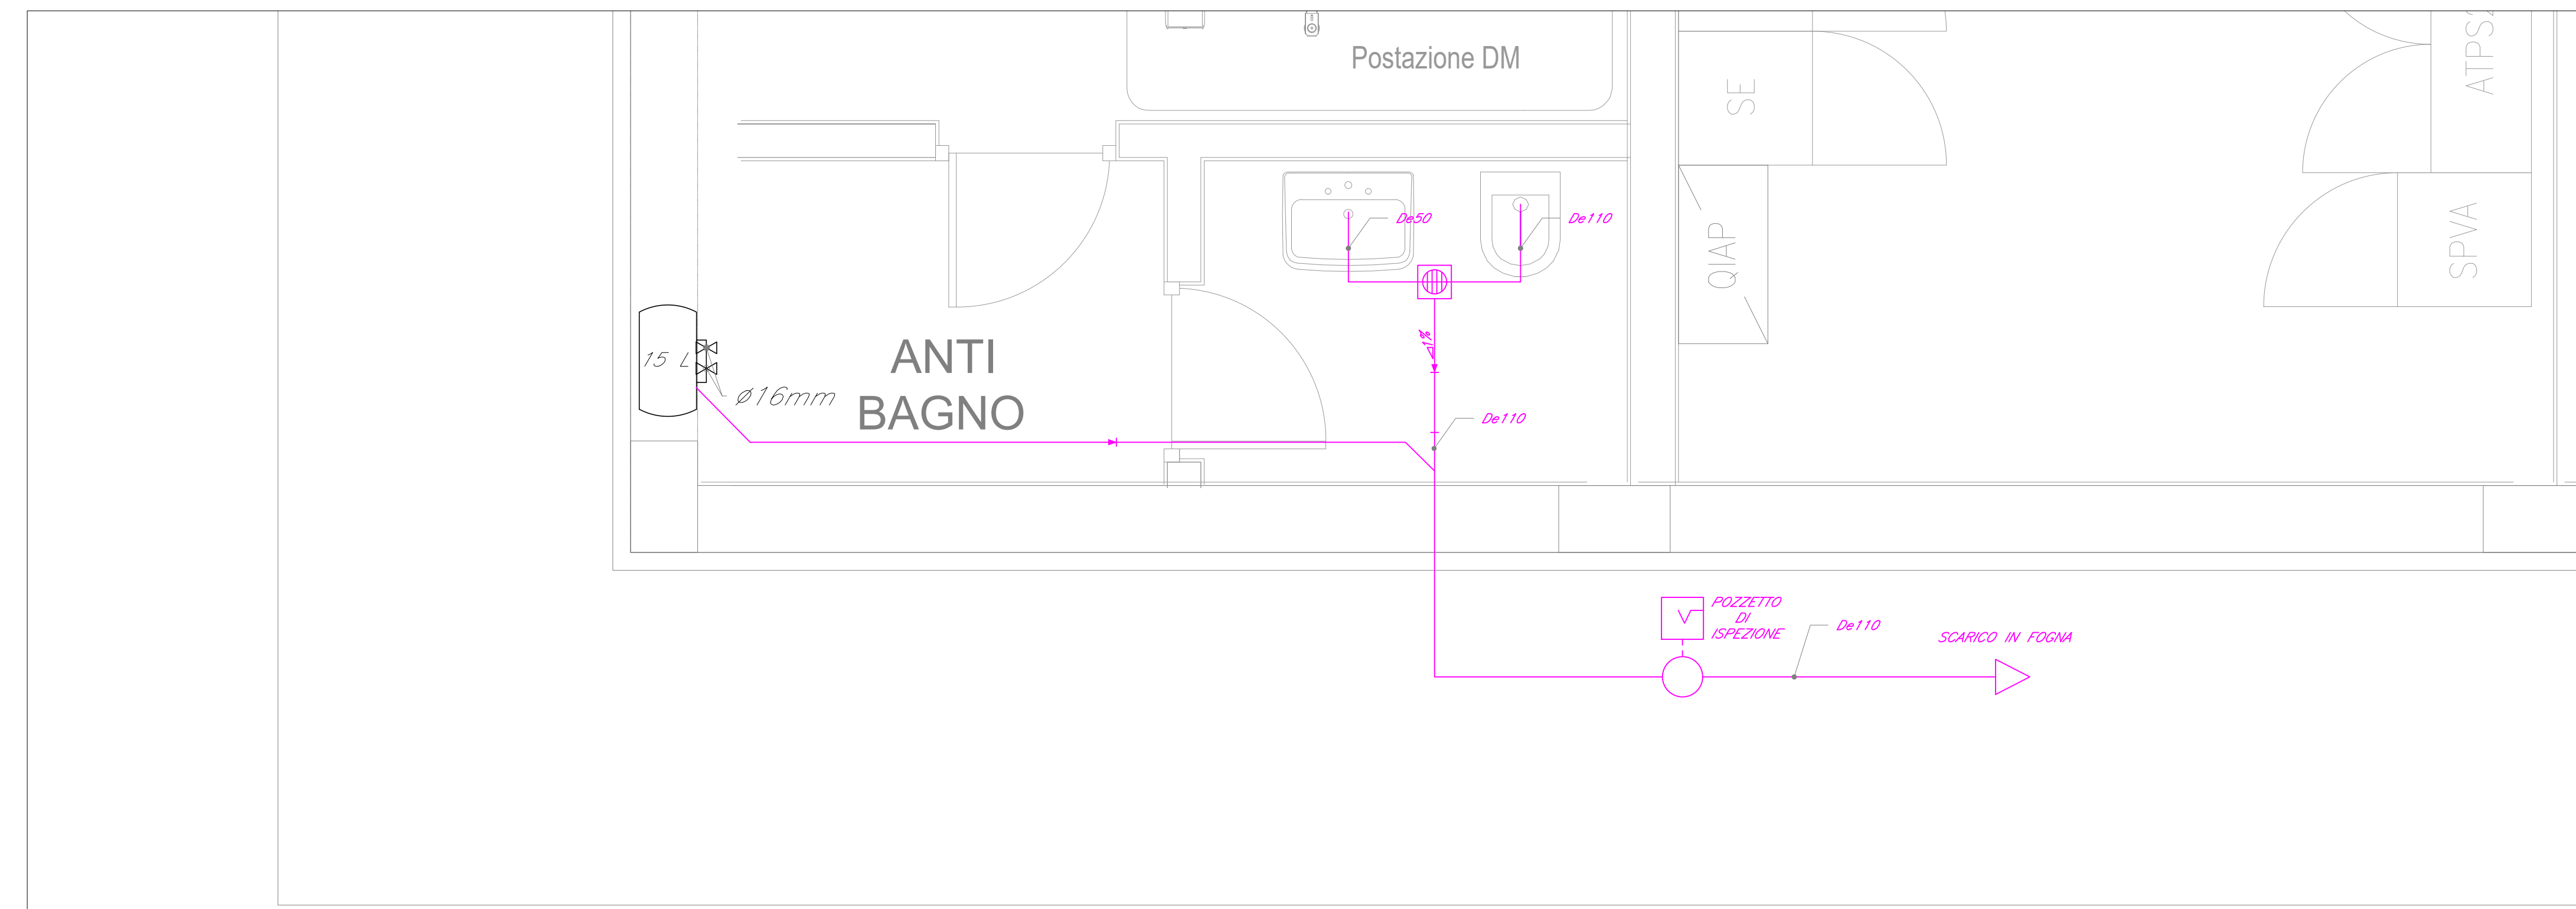 Postazione DM
SE
De50
De110
QIAP
SPVA
1%
15 L
ø16mm
ANTI
BAGNO
De110
POZZETTO
DI
ISPEZIONE
De110
SCARICO IN FOGNA